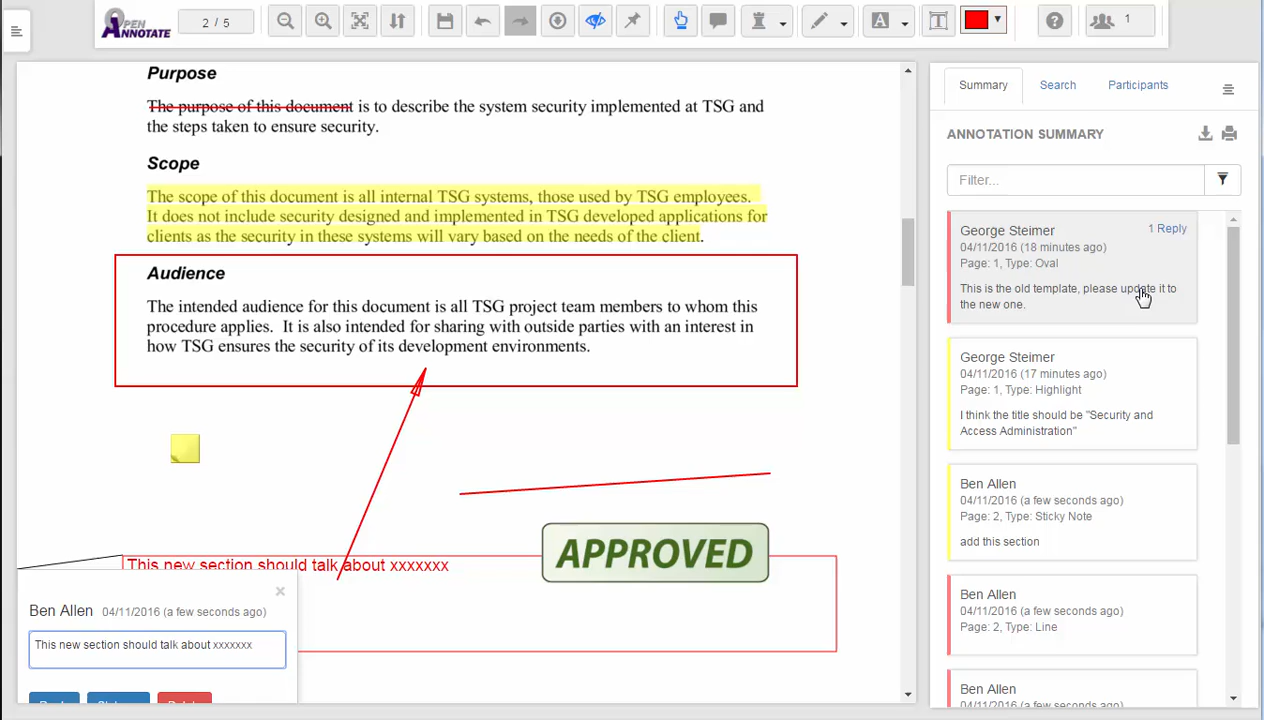 OPEN
ANNOTATE
2 / 5
A
T
?
1
Purpose
The purpose of this document is to describe the system security implemented at TSG and
the steps taken to ensure security.
Scope
The scope of this document is all internal TSG systems, those used by TSG employees.
It does not include security designed and implemented in TSG developed applications for
clients as the security in these systems will vary based on the needs of the client.
Audience
The intended audience for this document is all TSG project team members to whom this
procedure applies.  It is also intended for sharing with outside parties with an interest in
how TSG ensures the security of its development environments.
APPROVED
This new section should talk about xxxxxxx
×
Ben Allen 04/11/2016 (a few seconds ago)
This new section should talk about xxxxxxx
Summary
Search
Participants
ANNOTATION SUMMARY
Filter...
George Steimer
1 Reply
04/11/2016 (18 minutes ago)
Page: 1, Type: Oval
This is the old template, please update it to
the new one.
George Steimer
04/11/2016 (17 minutes ago)
Page: 1, Type: Highlight
I think the title should be "Security and
Access Administration"
Ben Allen
04/11/2016 (a few seconds ago)
Page: 2, Type: Sticky Note
add this section
Ben Allen
04/11/2016 (a few seconds ago)
Page: 2, Type: Line
Ben Allen
04/11/2016 (a few seconds ago)